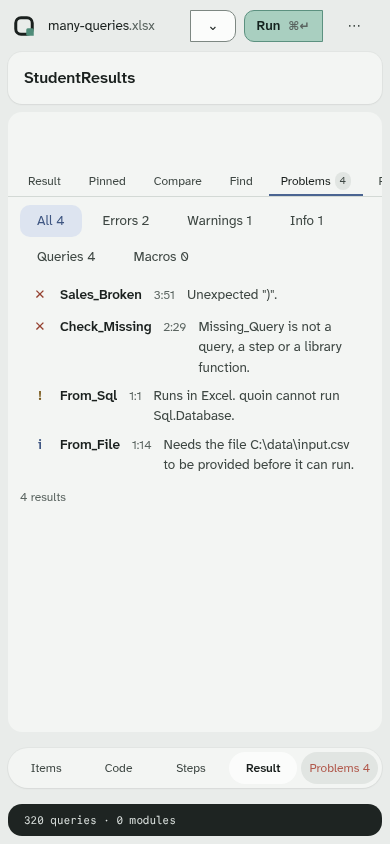 many-queries.xlsx
Run ⌘↵
StudentResults
Result Pinned Compare Find Problems 4
All 4 Errors 2 Warnings 1 Info 1
Queries 4 Macros 0
Sales_Broken 3:51 Unexpected ")".
Check_Missing 2:29 Missing_Query is not a
query, a step or a library
function.
From_Sql 1:1 Runs in Excel. quoin cannot run
Sql.Database.
From_File 1:14 Needs the file C:\data\input.csv
to be provided before it can run.
4 results
Items Code Steps Result Problems 4
320 queries · 0 modules